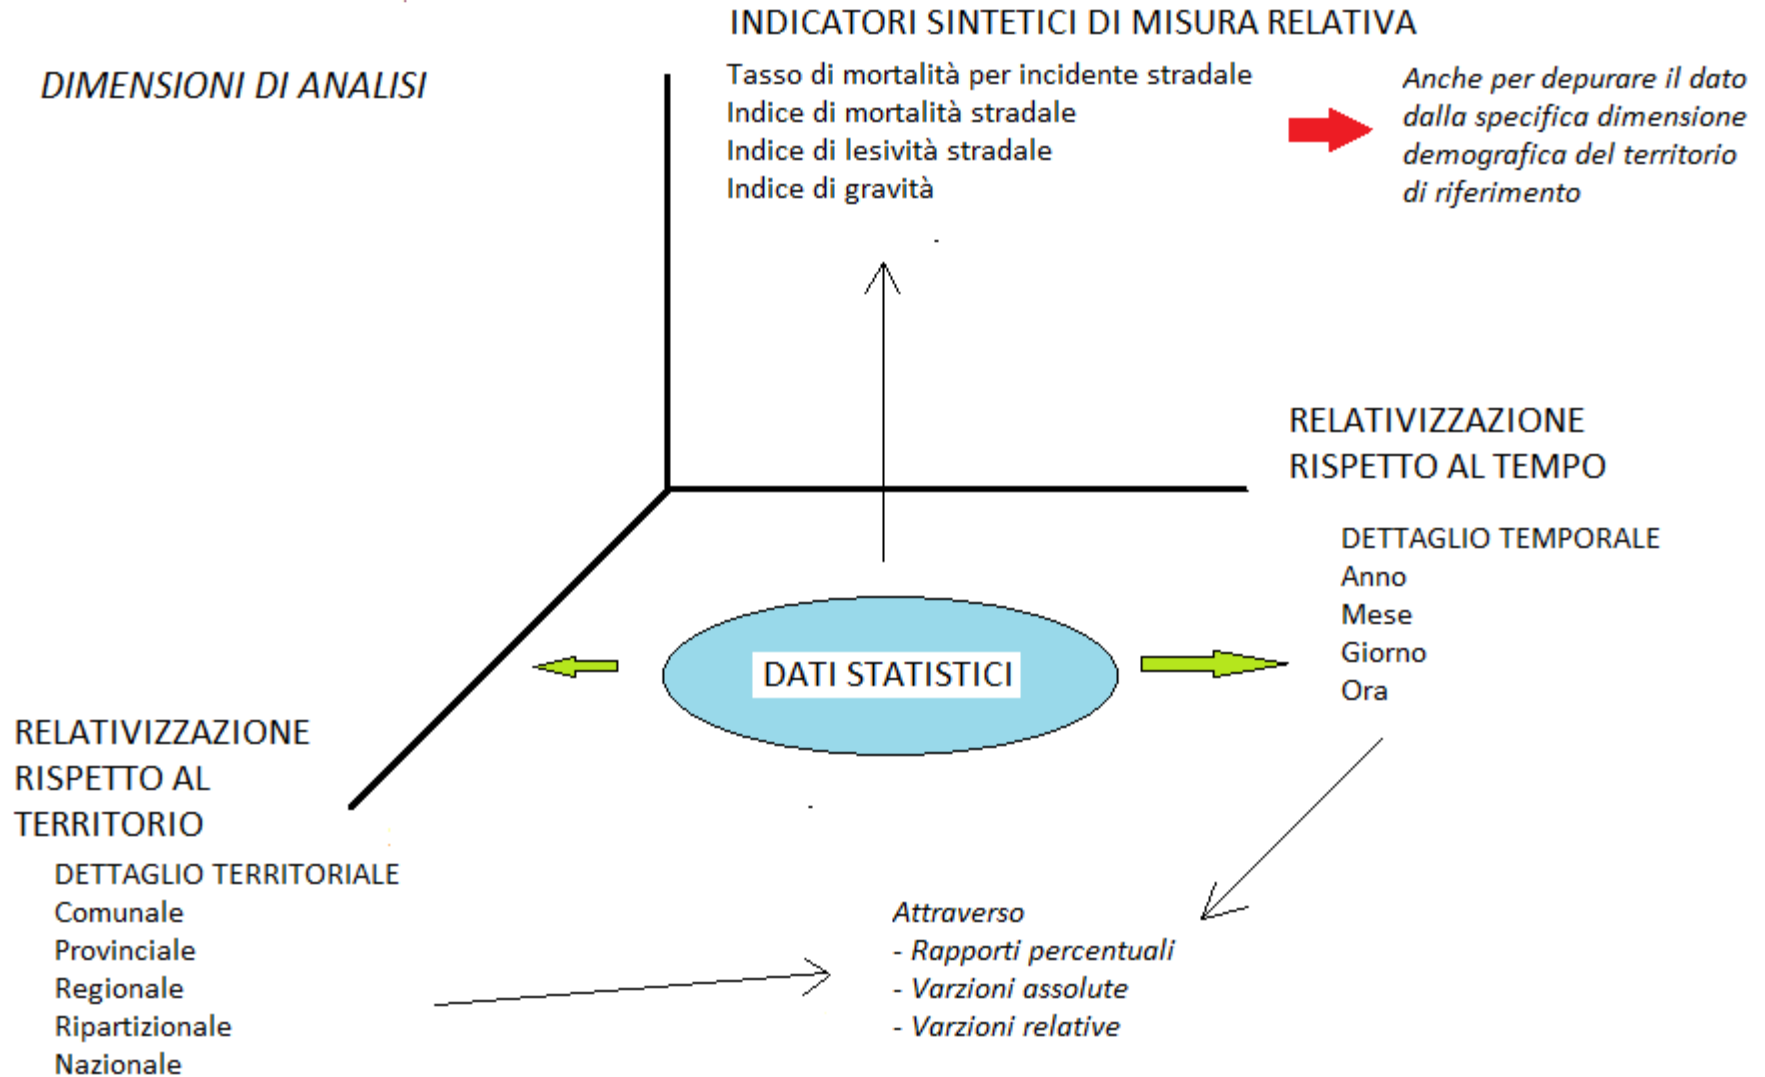 DIMENSIONI DI ANALISI
INDICATORI SINTETICI DI MISURA RELATIVA
Tasso di mortalità per incidente stradale
Indice di mortalità stradale
Indice di lesività stradale
Indice di gravità
Anche per depurare il dato
dalla specifica dimensione
demografica del territorio
di riferimento
RELATIVIZZAZIONE
RISPETTO AL TEMPO
DETTAGLIO TEMPORALE
Anno
Mese
Giorno
Ora
DATI STATISTICI
RELATIVIZZAZIONE
RISPETTO AL
TERRITORIO
DETTAGLIO TERRITORIALE
Comunale
Provinciale
Regionale
Ripartizionale
Nazionale
Attraverso
- Rapporti percentuali
- Varzioni assolute
- Varzioni relative